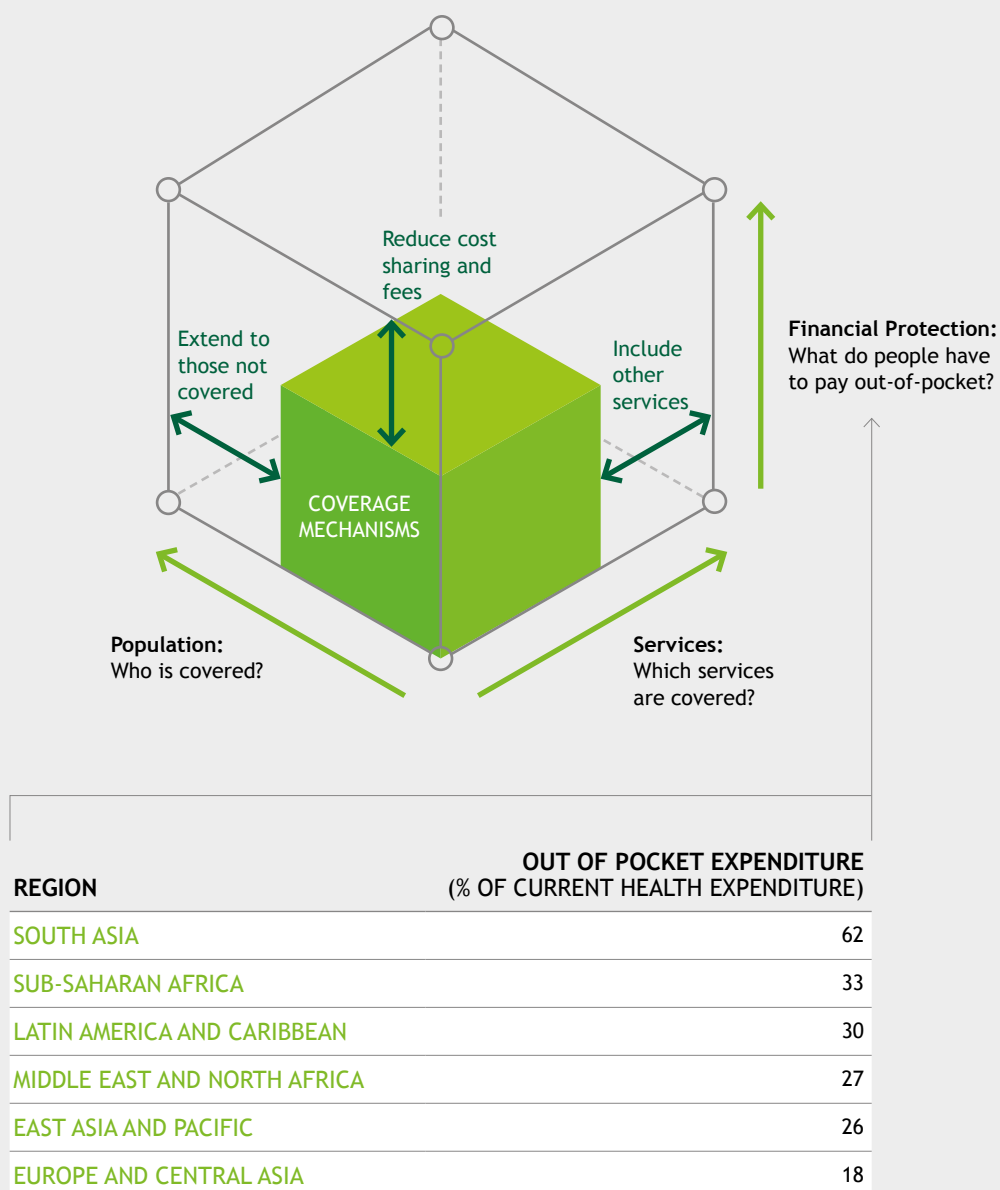 Reduce cost
sharing and
fees
Extend to
those not
covered
Include
other
services
Financial Protection:
What do people have
to pay out-of-pocket?
COVERAGE
MECHANISMS
Population:
Who is covered?
Services:
Which services
are covered?
OUT OF POCKET EXPENDITURE
REGION (% OF CURRENT HEALTH EXPENDITURE)
SOUTH ASIA 62
SUB-SAHARAN AFRICA 33
LATIN AMERICA AND CARIBBEAN 30
MIDDLE EAST AND NORTH AFRICA 27
EAST ASIA AND PACIFIC 26
EUROPE AND CENTRAL ASIA 18